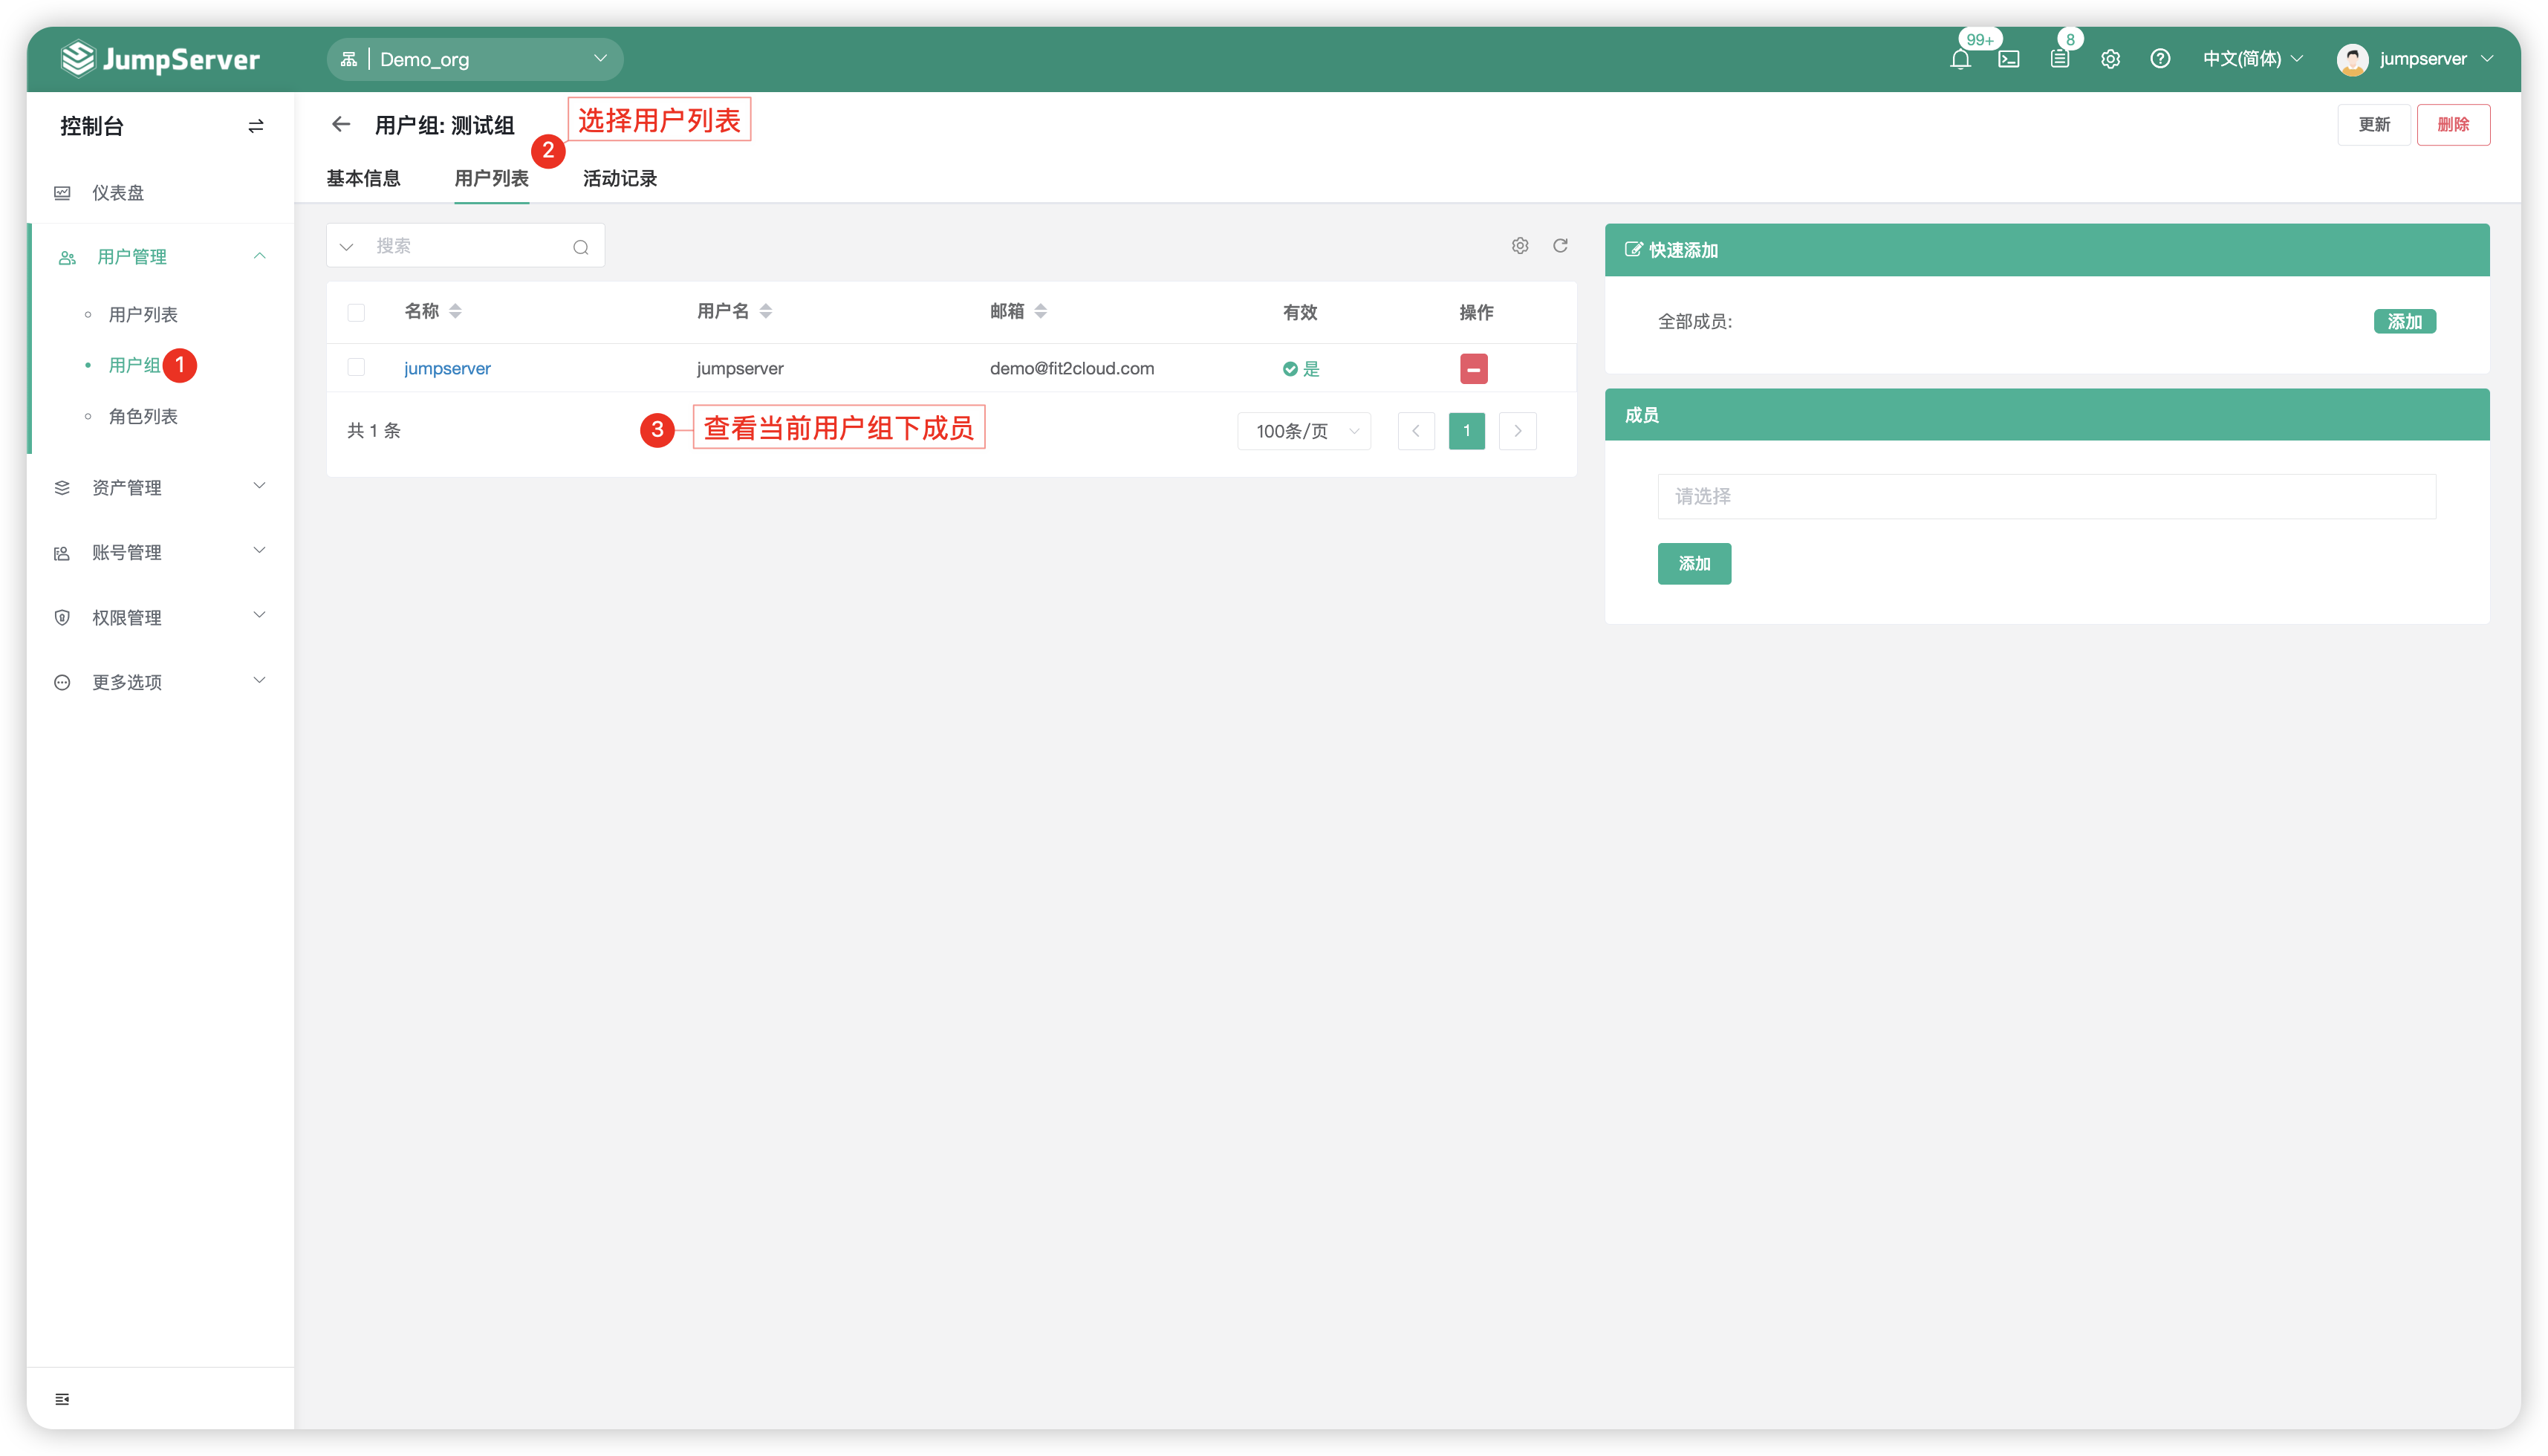 JumpServer
Demo_org
99+
8
中文(简体)
jumpserver
控制台
用户组: 测试组
选择用户列表
2
更新
删除
基本信息
用户列表
活动记录
仪表盘
用户管理
用户列表
用户组
1
角色列表
资产管理
账号管理
权限管理
更多选项
搜索
名称
用户名
邮箱
有效
操作
jumpserver
jumpserver
demo@fit2cloud.com
是
共 1 条
3
查看当前用户组下成员
100条/页
1
快速添加
全部成员:
添加
成员
请选择
添加